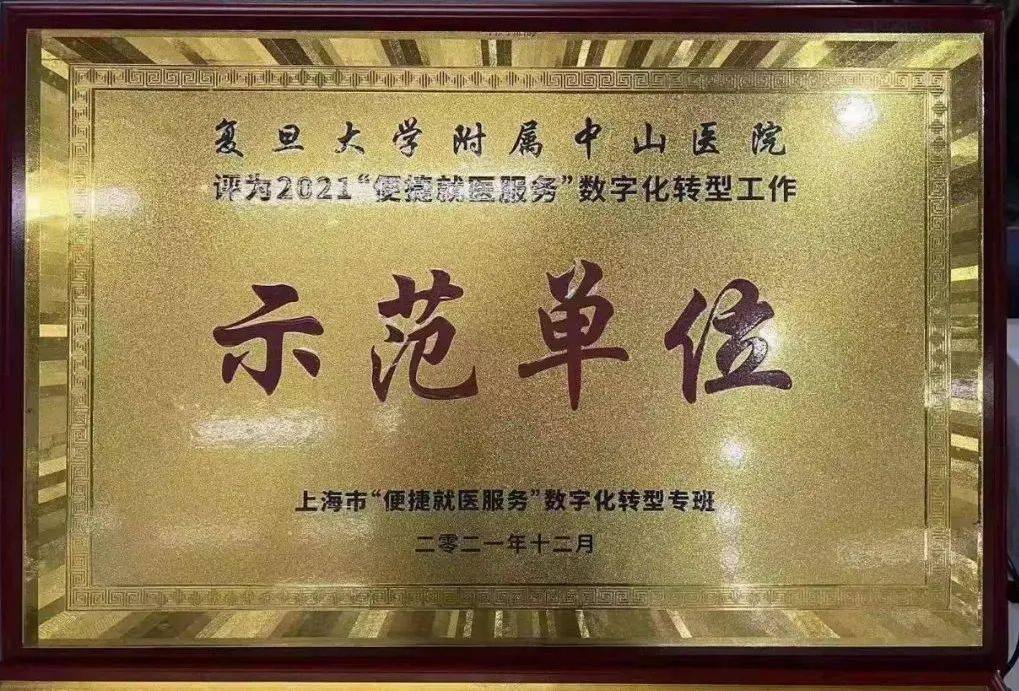 复旦大学附属中山医院
评为2021“便捷就医服务”数字化转型工作
示范单位
上海市“便捷就医服务”数字化转型专班
二零二一年十二月